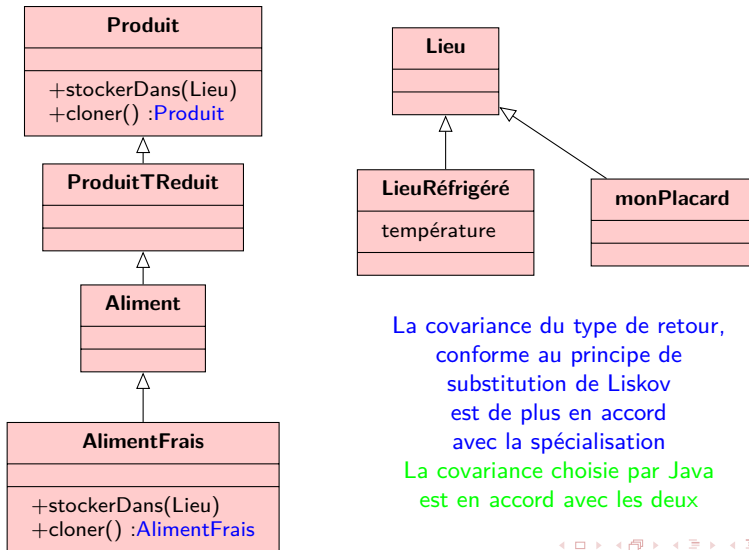 Produit
+stockerDans(Lieu)
+cloner() :Produit
ProduitTReduit
Aliment
AlimentFrais
+stockerDans(Lieu)
+cloner() :AlimentFrais
Lieu
LieuRéfrigéré
température
monPlacard
La covariance du type de retour,
conforme au principe de
substitution de Liskov
est de plus en accord
avec la spécialisation
La covariance choisie par Java
est en accord avec les deux